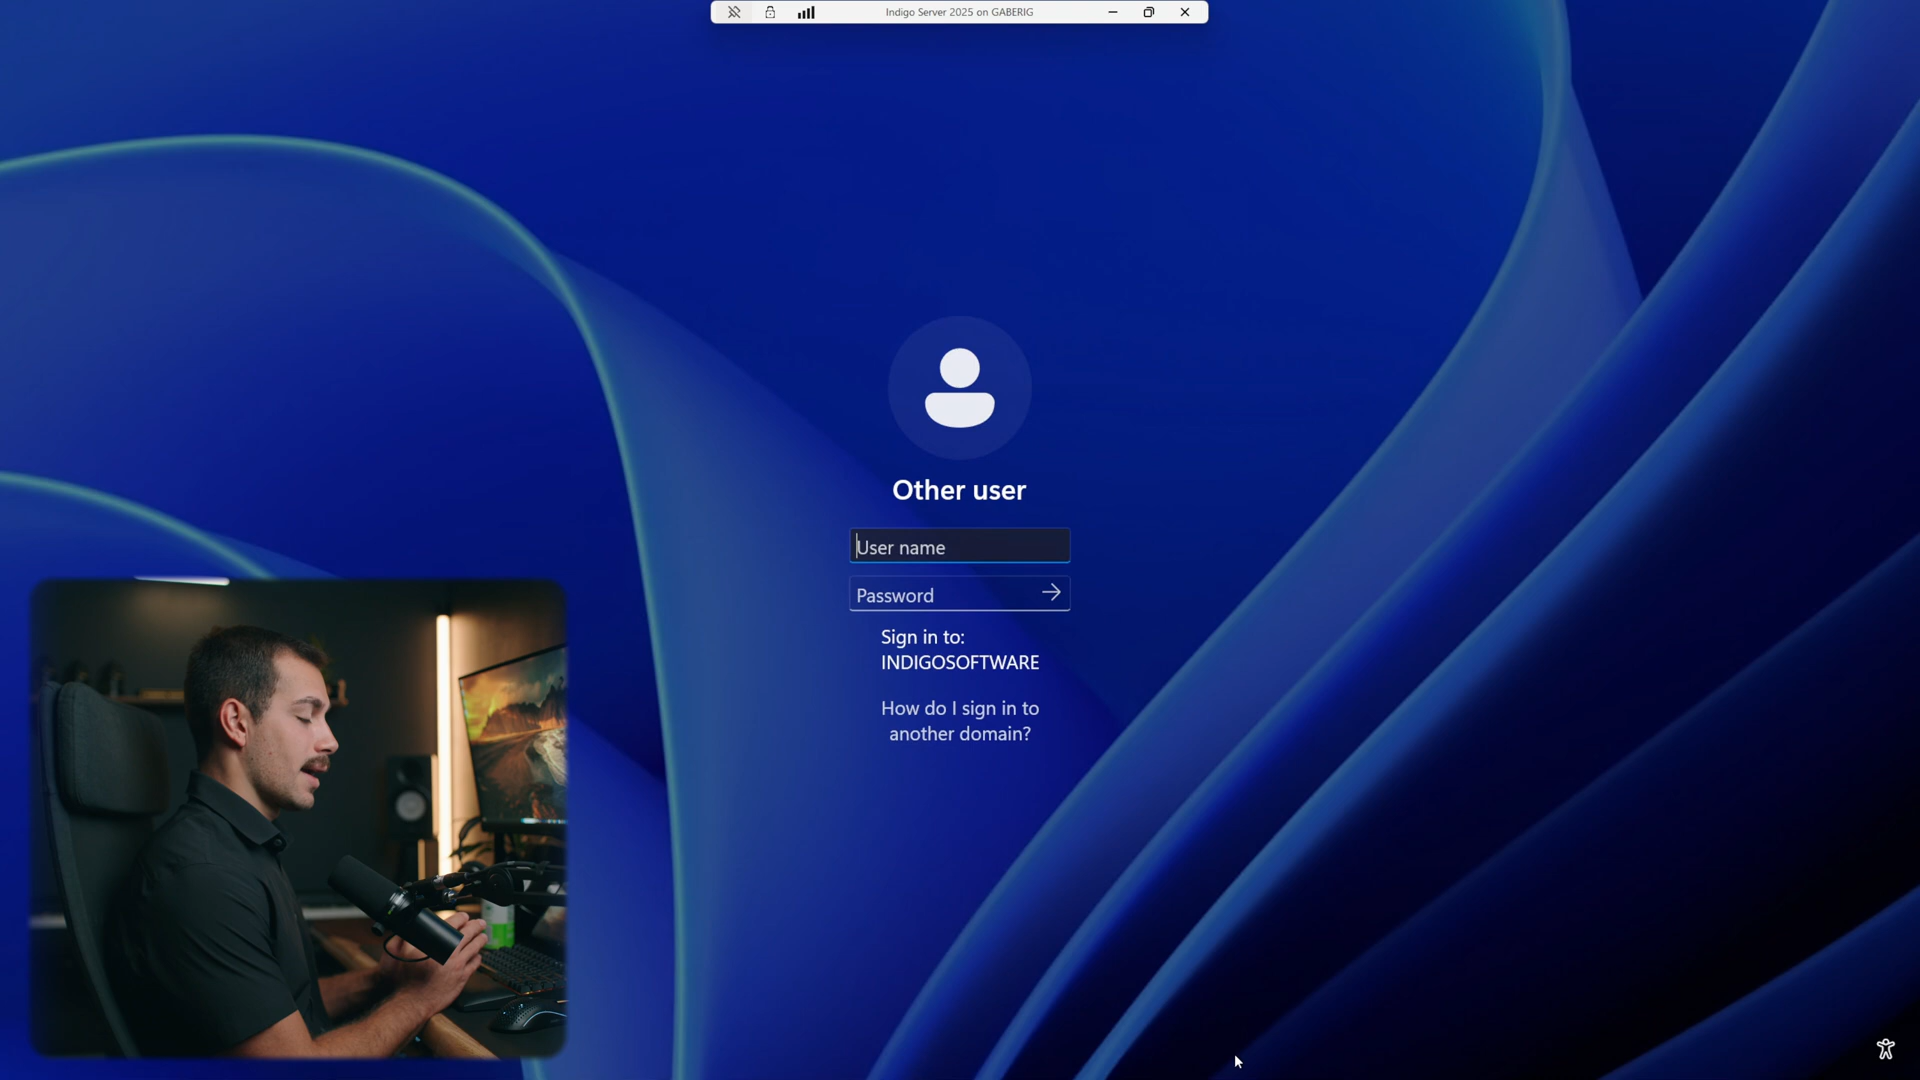 Indigo Server 2025 on GABERIG
Other user
User name
Password
Sign in to:
INDIGOSOFTWARE
How do I sign in to
another domain?